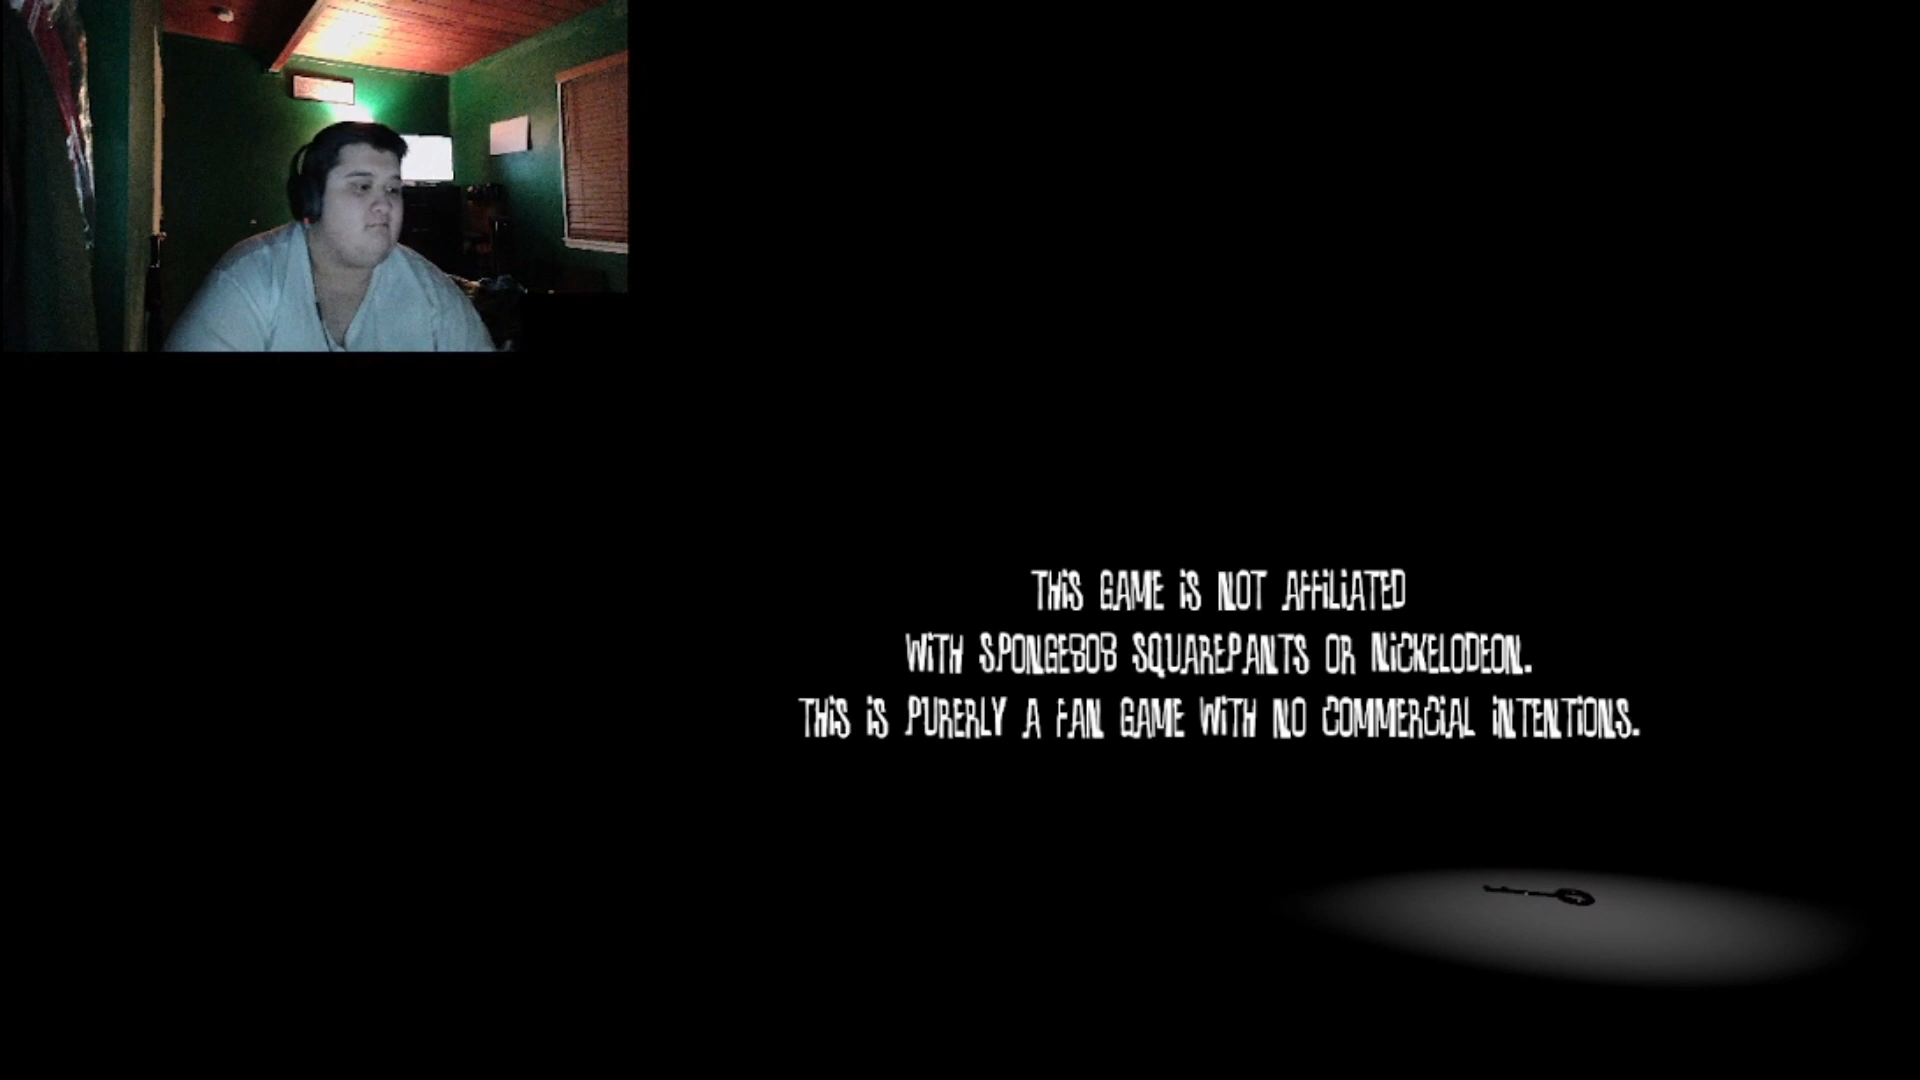 THIS GAME IS NOT AFFILIATED
WITH SPONGEBOB SQUAREPANTS OR NICKELODEON.
THIS IS PURERLY A FAN GAME WITH NO COMMERCIAL INTENTIONS.